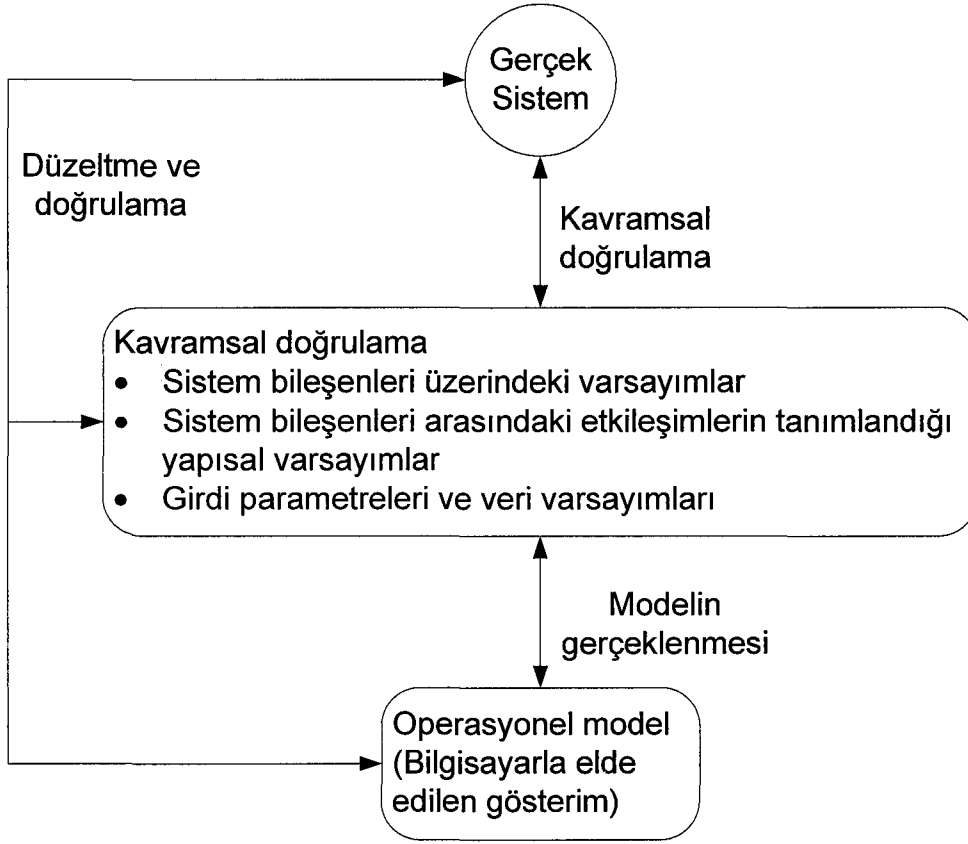 Gerçek
Sistem
Düzeltme ve
doğrulama
Kavramsal
doğrulama
Kavramsal doğrulama
• Sistem bileşenleri üzerindeki varsayımlar
• Sistem bileşenleri arasındaki etkileşimlerin tanımlandığı
yapısal varsayımlar
• Girdi parametreleri ve veri varsayımları
Modelin
gerçeklenmesi
Operasyonel model
(Bilgisayarla elde
edilen gösterim)